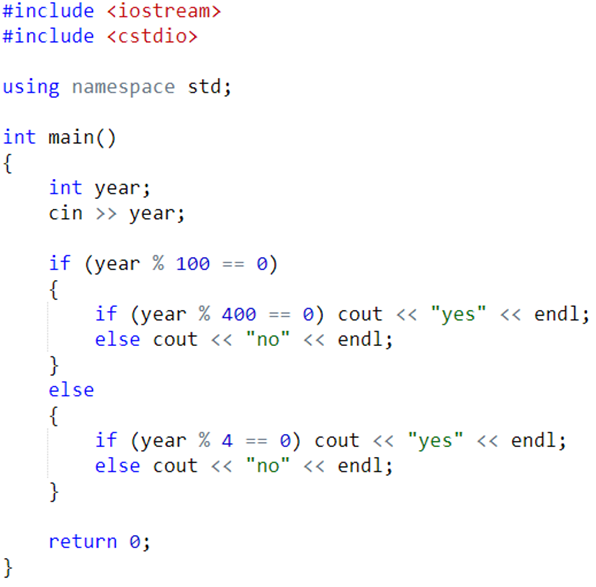 #include <iostream>
#include <cstdio>
using namespace std;
int main()
{
    int year;
    cin >> year;
    if (year % 100 == 0)
    {
        if (year % 400 == 0) cout << "yes" << endl;
        else cout << "no" << endl;
    }
    else
    {
        if (year % 4 == 0) cout << "yes" << endl;
        else cout << "no" << endl;
    }
    return 0;
}